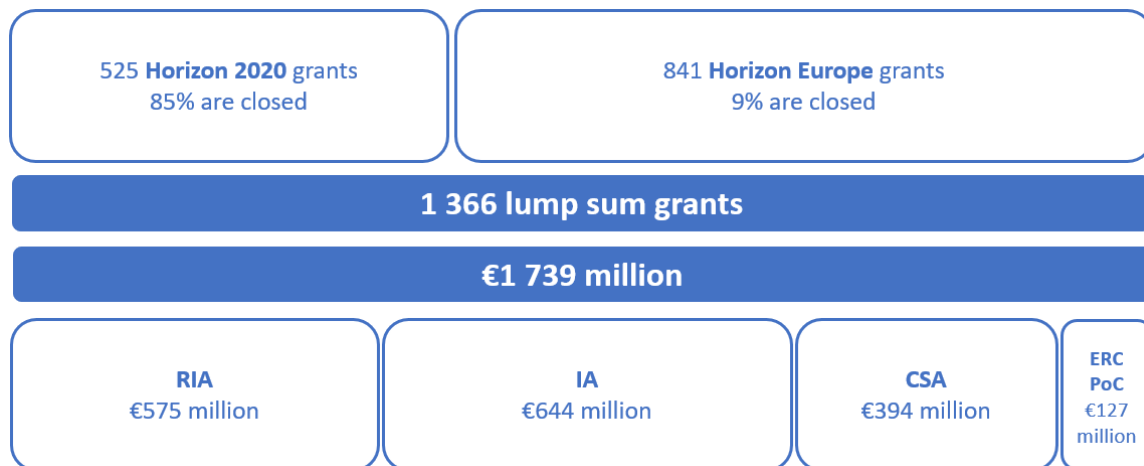 525 Horizon 2020 grants
85% are closed
841 Horizon Europe grants
9% are closed
1 366 lump sum grants
€1 739 million
RIA
€575 million
IA
€644 million
CSA
€394 million
ERC
PoC
€127
million